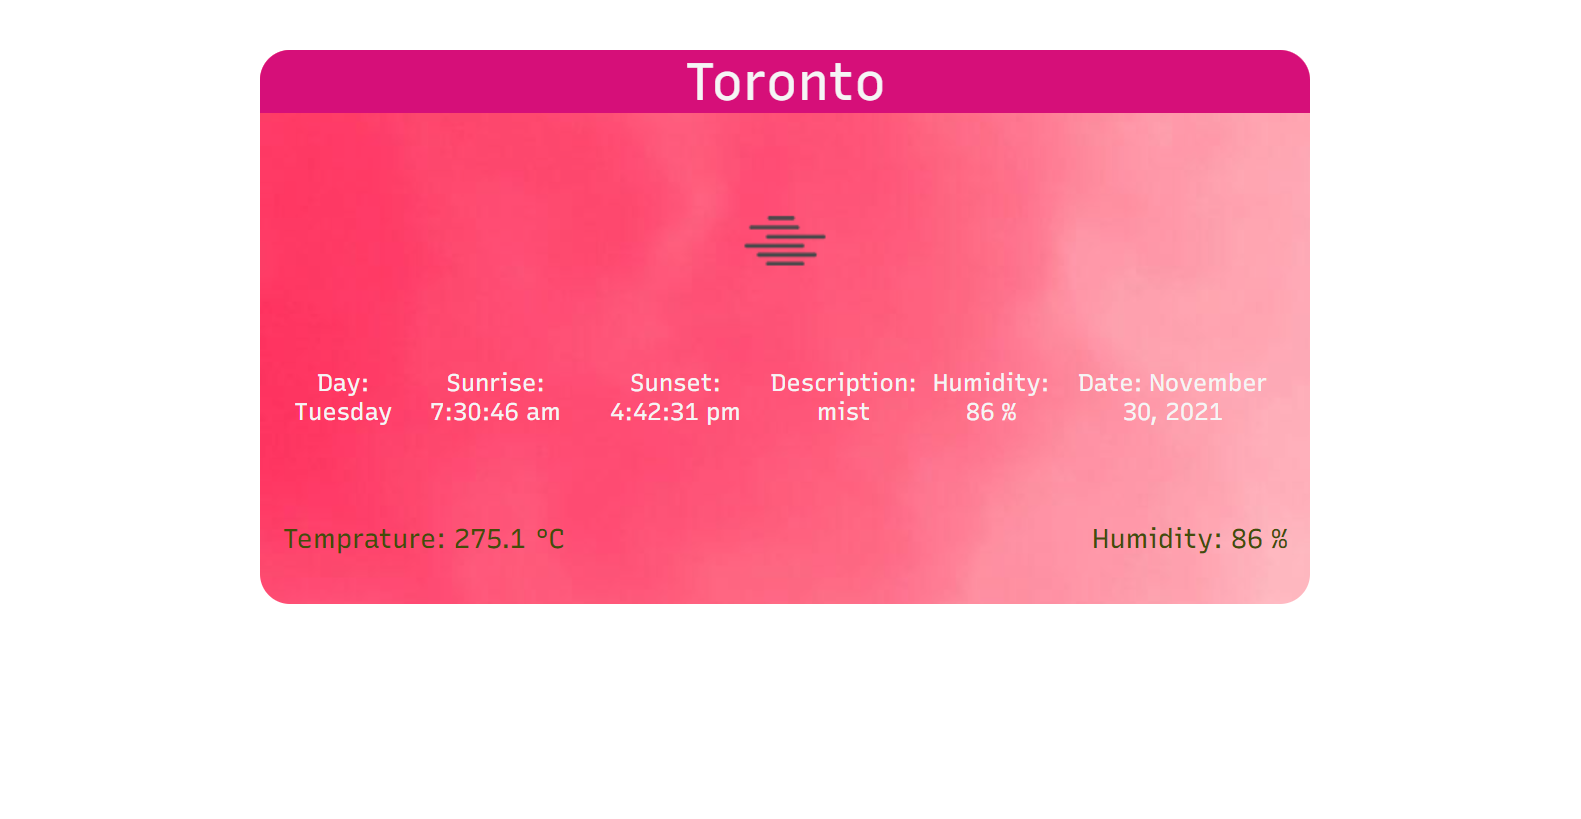 Toronto
Day: Sunrise: Sunset: Description: Humidity: Date: November
Tuesday 7:30:46 am 4:42:31 pm mist 86 % 30, 2021
Temprature: 275.1 °C Humidity: 86 %